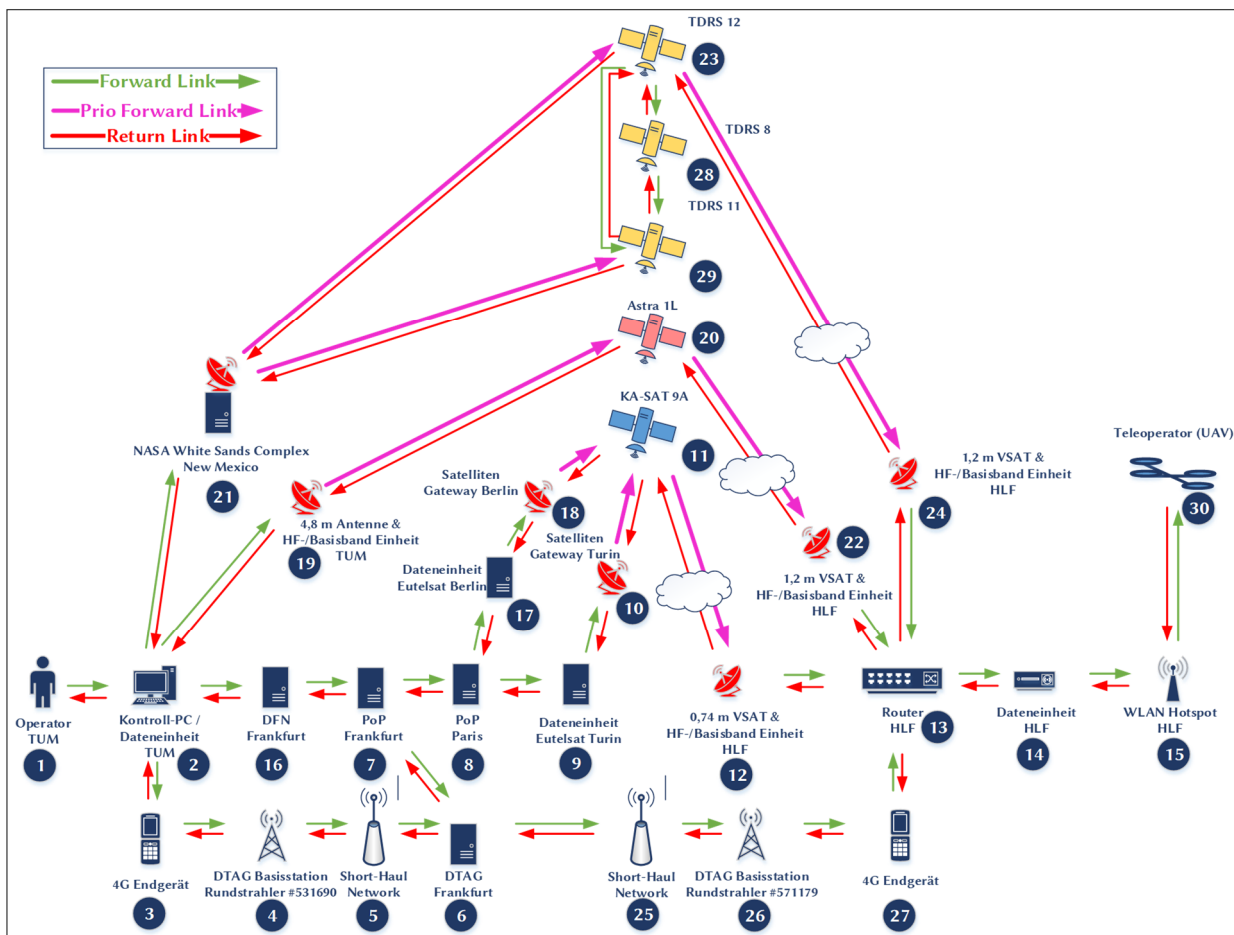 TDRS 12
23
Forward Link
Prio Forward Link
Return Link
TDRS 8
28
TDRS 11
29
Astra 1L
20
KA-SAT 9A
11
Teleoperator (UAV)
30
NASA White Sands Complex
New Mexico
21
Satelliten
Gateway Berlin
18
1,2 m VSAT &
HF-/Basisband Einheit
HLF
24
4,8 m Antenne &
HF-/Basisband Einheit
TUM
19
Satelliten
Gateway Turin
10
22
1,2 m VSAT &
HF-/Basisband Einheit
HLF
Dateneinheit
Eutelsat Berlin
17
Operator
TUM
1
Kontroll-PC /
Dateneinheit
TUM
2
DFN
Frankfurt
16
PoP
Frankfurt
7
PoP
Paris
8
Dateneinheit
Eutelsat Turin
9
0,74 m VSAT &
HF-/Basisband Einheit
HLF
12
Router
HLF
13
Dateneinheit
HLF
14
WLAN Hotspot
HLF
15
4G Endgerät
3
DTAG Basisstation
Rundstrahler #531690
4
Short-Haul
Network
5
DTAG
Frankfurt
6
Short-Haul
Network
25
DTAG Basisstation
Rundstrahler #571179
26
4G Endgerät
27